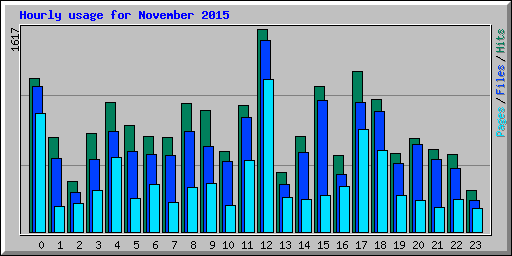 Hourly usage for November 2015
1617
Pages / Files / Hits
0 1 2 3 4 5 6 7 8 9 10 11 12 13 14 15 16 17 18 19 20 21 22 23